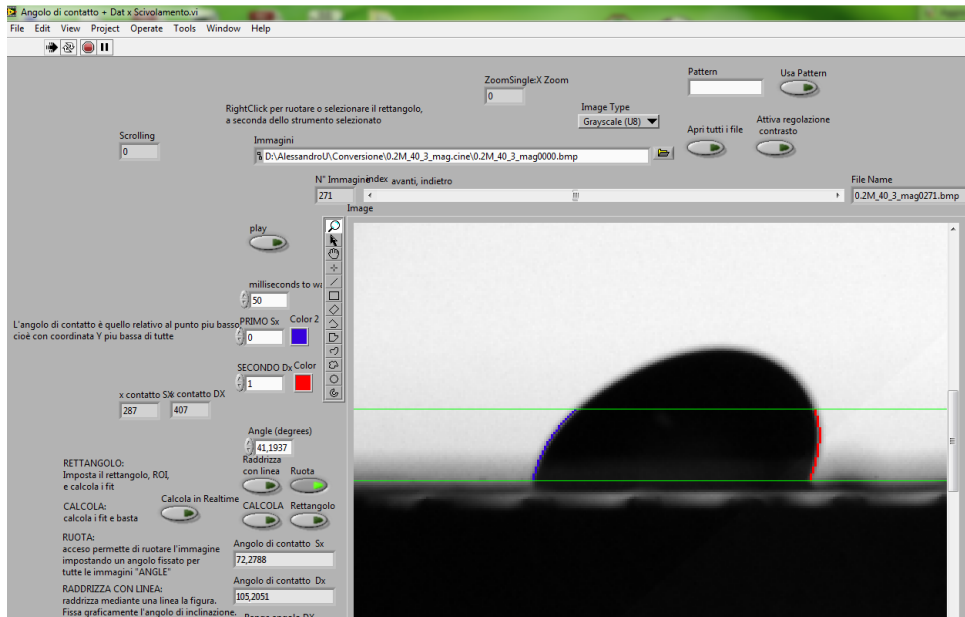 Angolo di contatto + Dat x Scivolamento.vi
File Edit View Project Operate Tools Window Help
ZoomSingle:X Zoom
0
Pattern
Usa Pattern
RightClick per ruotare o selezionare il rettangolo,
a seconda dello strumento selezionato
Image Type
Grayscale (U8)
Apri tutti i file
Attiva regolazione
contrasto
Scrolling
0
Immagini
D:\AlessandroU\Conversione\0.2M_40_3_mag.cine\0.2M_40_3_mag0000.bmp
N° Immagine
index
avanti, indietro
File Name
271
0.2M_40_3_mag0271.bmp
Image
play
milliseconds to wa
50
L'angolo di contatto è quello relativo al punto piu basso,
cioè con coordinata Y piu bassa di tutte
PRIMO Sx
Color 2
0
SECONDO Dx
Color
1
x contatto SX
x contatto DX
287
407
Angle (degrees)
41,1937
RETTANGOLO:
Imposta il rettangolo, ROI,
e calcola i fit
Raddrizza
con linea
Ruota
CALCOLA:
calcola i fit e basta
Calcola in Realtime
CALCOLA
Rettangolo
RUOTA:
acceso permette di ruotare l'immagine
impostando un angolo fissato per
tutte le immagini "ANGLE"
Angolo di contatto Sx
72,2788
RADDRIZZA CON LINEA:
raddrizza mediante una linea la figura.
Fissa graficamente l'angolo di inclinazione.
Angolo di contatto Dx
105,2051